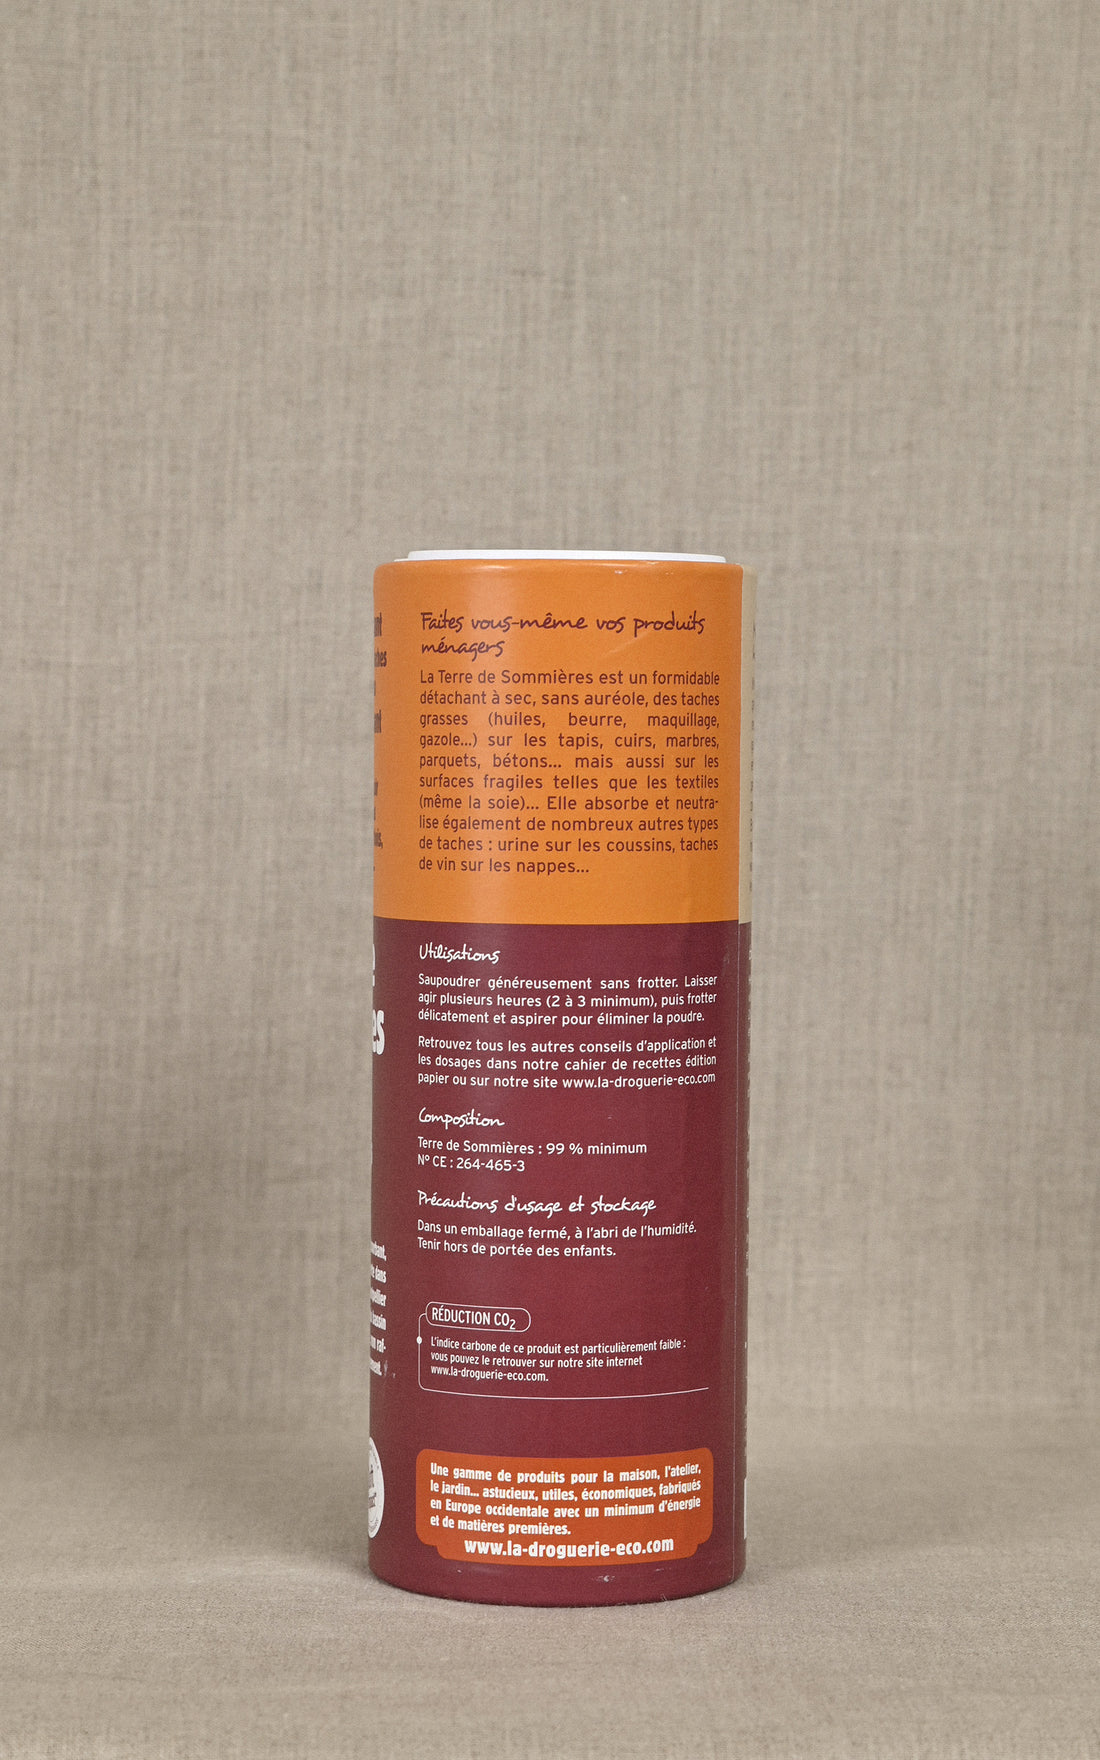 Faites vous-même vos produits
ménagers
La Terre de Sommières est un formidable
détachant à sec, sans auréole, des taches
grasses (huiles, beurre, maquillage,
gazole...) sur les tapis, cuirs, marbres,
parquets, bétons... mais aussi sur les
surfaces fragiles telles que les textiles
(même la soie)... Elle absorbe et neutra-
lise également de nombreux autres types
de taches : urine sur les coussins, taches
de vin sur les nappes...
Utilisations
Saupoudrer généreusement sans frotter. Laisser
agir plusieurs heures (2 à 3 minimum), puis frotter
délicatement et aspirer pour éliminer la poudre.
Retrouvez tous les autres conseils d'application et
les dosages dans notre cahier de recettes édition
papier ou sur notre site www.la-droguerie-eco.com
Composition
Terre de Sommières : 99 % minimum
N° CE : 264-465-3
Précautions d'usage et stockage
Dans un emballage fermé, à l'abri de l'humidité.
Tenir hors de portée des enfants.
RÉDUCTION CO2
L'indice carbone de ce produit est particulièrement faible :
vous pouvez le retrouver sur notre site internet
www.la-droguerie-eco.com.
Une gamme de produits pour la maison, l'atelier,
le jardin... astucieux, utiles, économiques, fabriqués
en Europe occidentale avec un minimum d'énergie
et de matières premières.
www.la-droguerie-eco.com